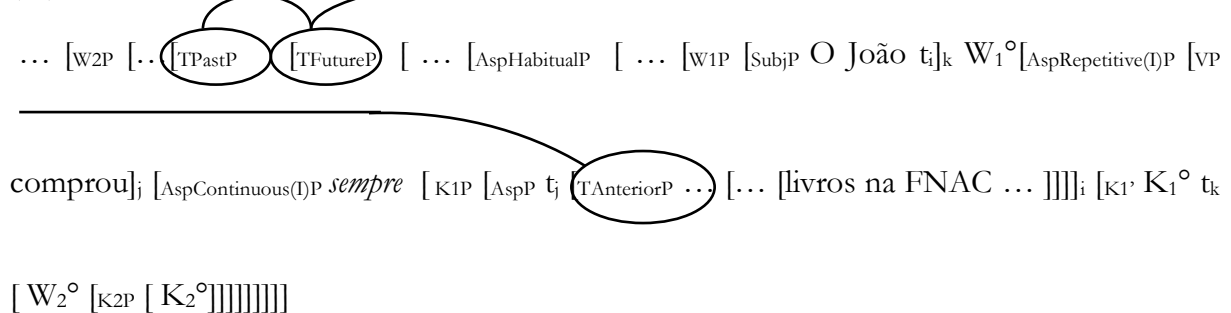 … [W2P [… [TPastP [TFutureP [ … [AspHabitualP [ … [W1P [SubjP O João ti]k W1°[AspRepetitive(I)P [VP
comprou]j [AspContinuous(I)P sempre [ K1P [AspP tj [TAnteriorP … [… [livros na FNAC … ]]]]i [K1’ K1° tk
[ W2° [K2P [ K2°]]]]]]]]]